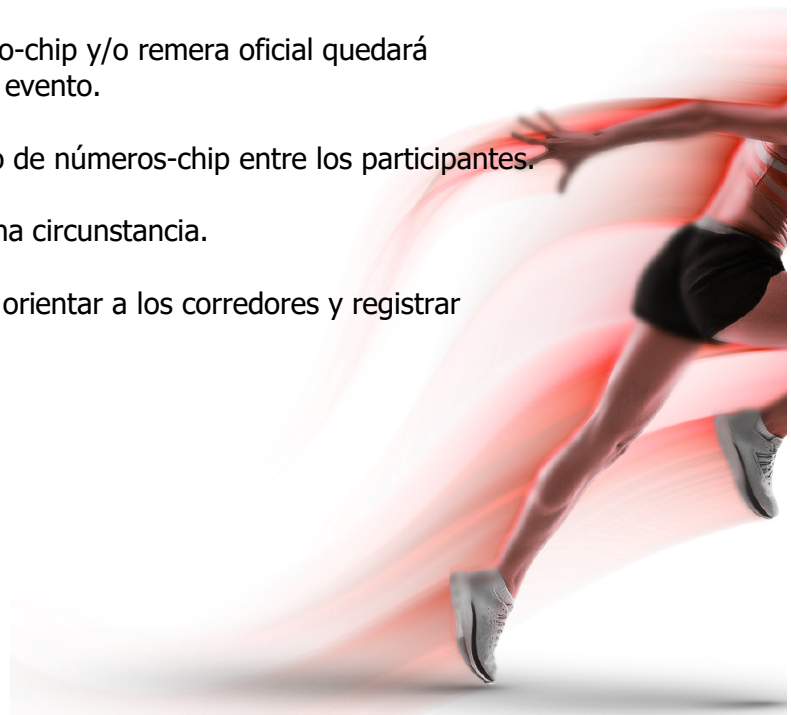 o-chip y/o remera oficial quedará
evento.
o de números-chip entre los participantes.
na circunstancia.
orientar a los corredores y registrar